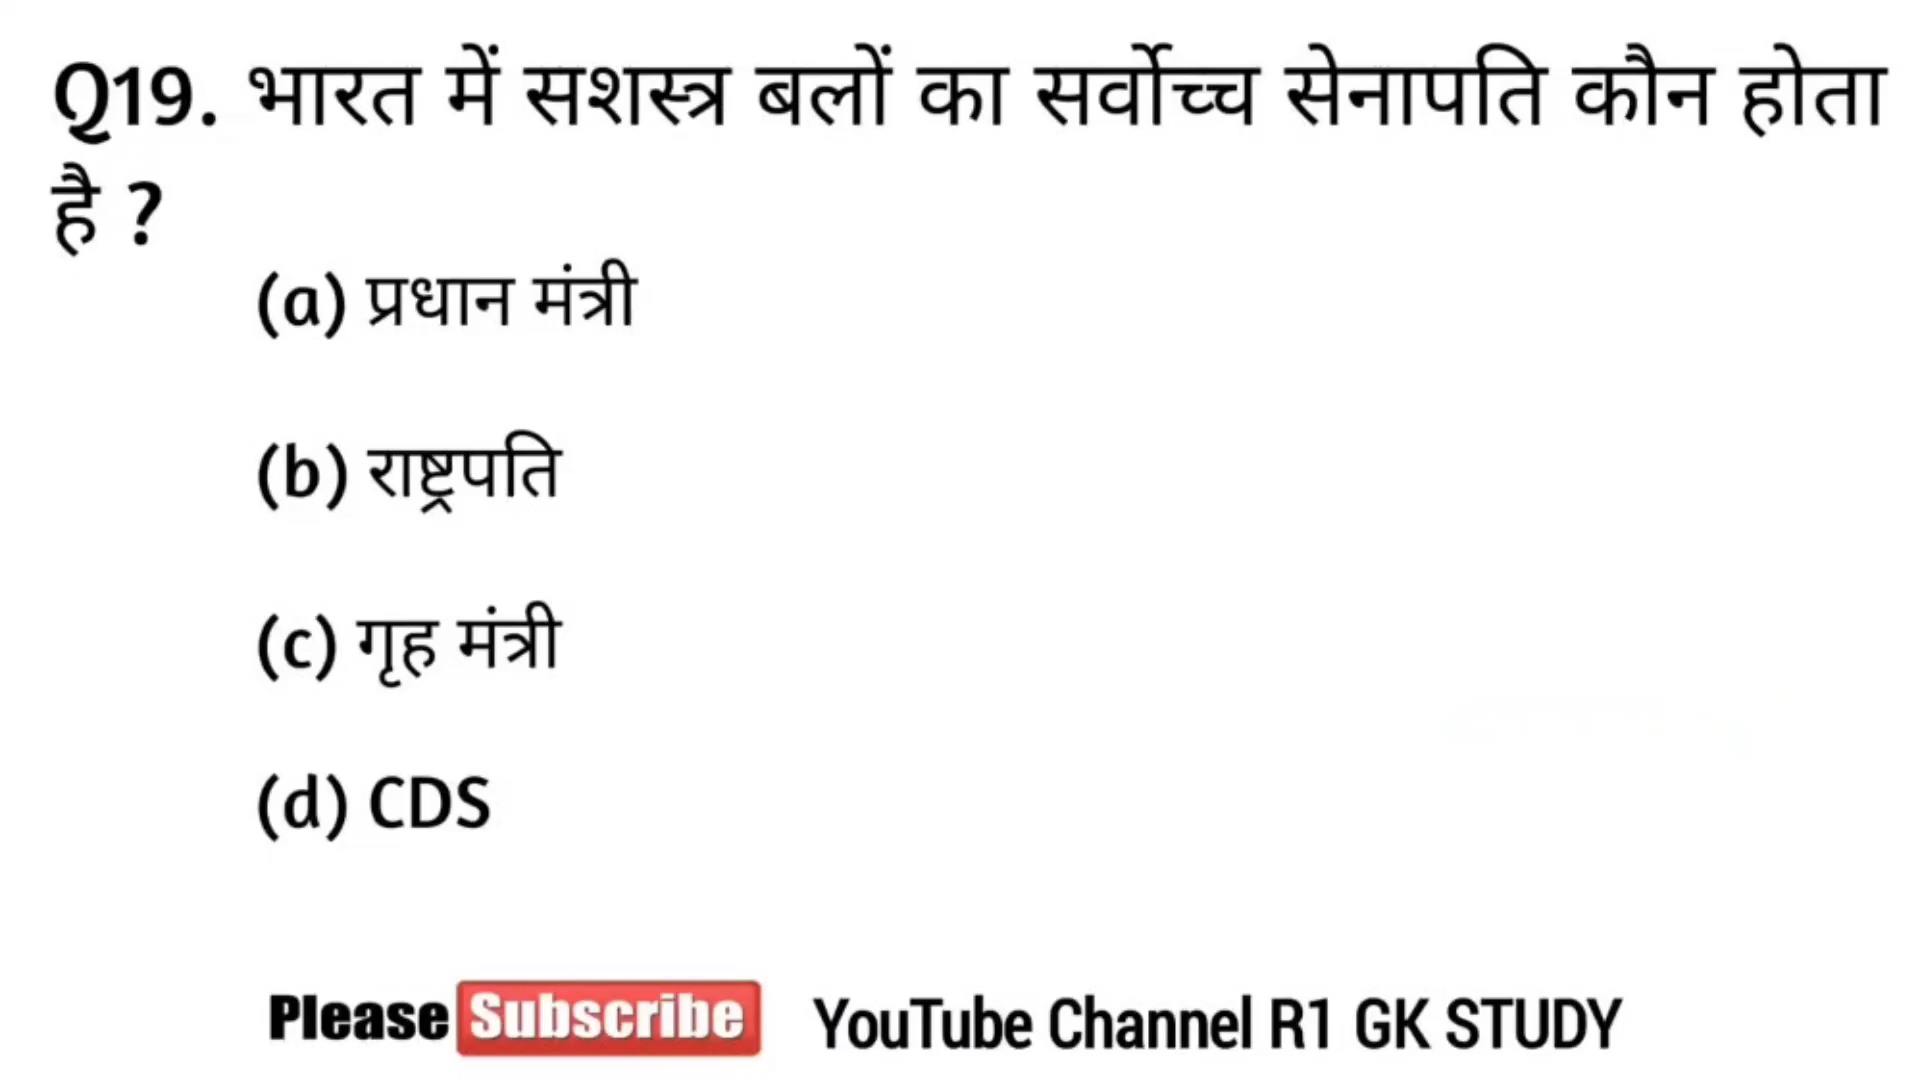 Q19. भारत में सशस्त्र बलों का सर्वोच्च सेनापति कौन होता
है ?
(a) प्रधान मंत्री
(b) राष्ट्रपति
(c) गृह मंत्री
(d) CDS
Please Subscribe YouTube Channel R1 GK STUDY